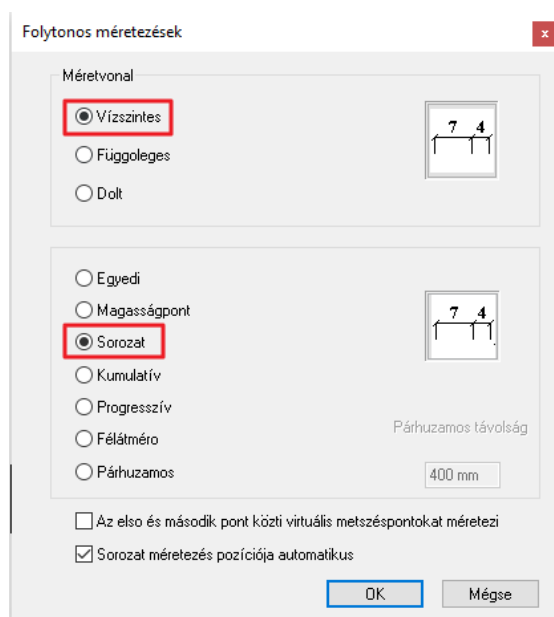 Folytonos méretezések
x
Méretvonal
Vízszintes
Függoleges
Dolt
7 4
Egyedi
Magasságpont
Sorozat
Kumulatív
Progresszív
Félátméro
Párhuzamos
7 4
Párhuzamos távolság
400 mm
Az elso és második pont közti virtuális metszéspontokat méretezi
Sorozat méretezés pozíciója automatikus
OK
Mégse